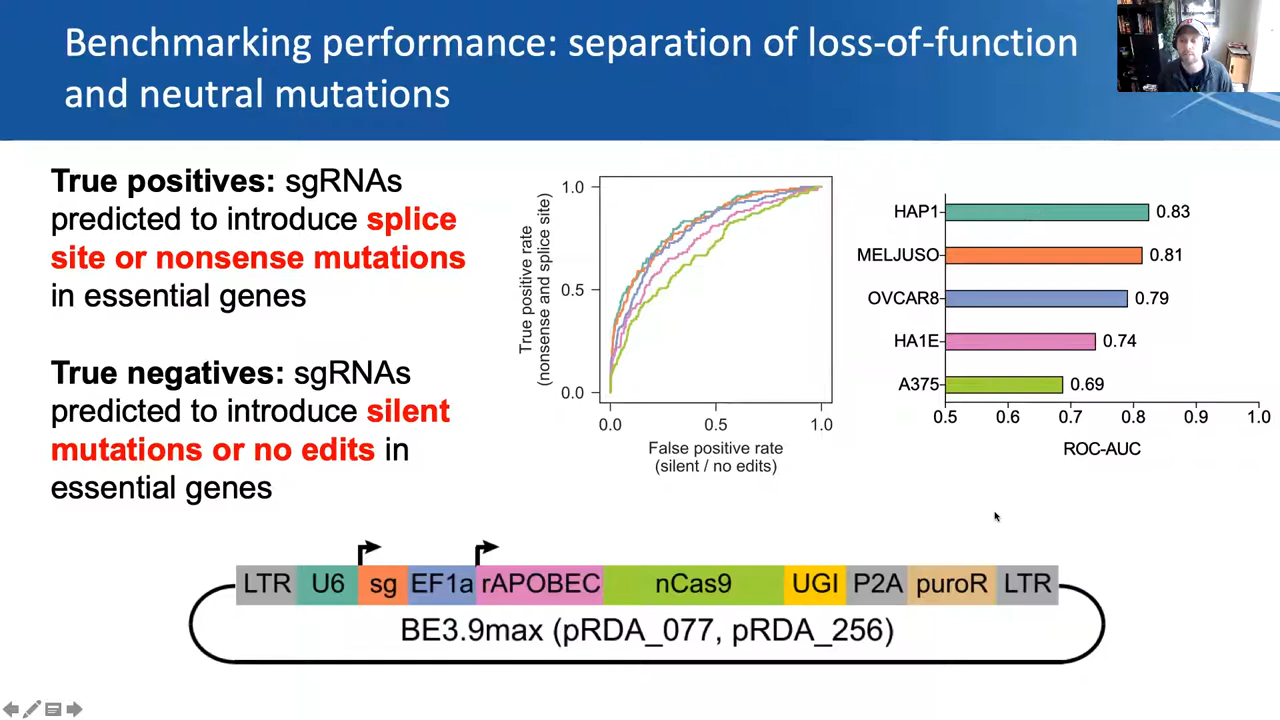 Benchmarking performance: separation of loss-of-function
and neutral mutations
True positives: sgRNAs
predicted to introduce splice
site or nonsense mutations
in essential genes
True negatives: sgRNAs
predicted to introduce silent
mutations or no edits in
essential genes
True positive rate
(nonsense and splice site)
1.0
0.5
0.0
0.0 0.5 1.0
False positive rate
(silent / no edits)
HAP1 0.83
MELJUSO 0.81
OVCAR8 0.79
HA1E 0.74
A375 0.69
0.5 0.6 0.7 0.8 0.9 1.0
ROC-AUC
LTR U6 sg EF1a rAPOBEC nCas9 UGI P2A puroR LTR
BE3.9max (pRDA_077, pRDA_256)